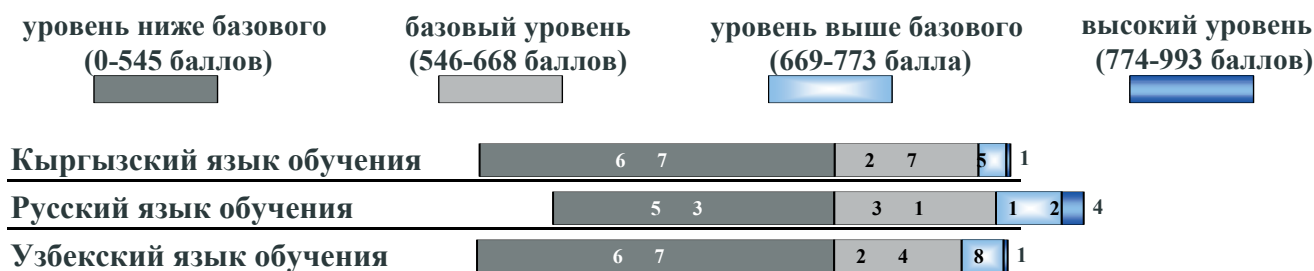 уровень ниже базового
(0-545 баллов)
базовый уровень
(546-668 баллов)
уровень выше базового
(669-773 балла)
высокий уровень
(774-993 баллов)
Кыргызский язык обучения 6 7 2 7 5 1
Русский язык обучения 5 3 3 1 1 2 4
Узбекский язык обучения 6 7 2 4 8 1